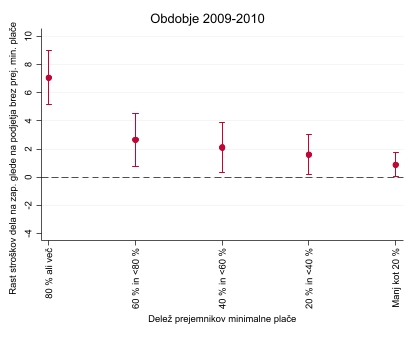 Obdobje 2009-2010
Rast stroškov dela na zap. glede na podjetja brez prej. min. plače
10
8
6
4
2
0
-2
-4
80 % ali več
60 % in <80 %
40 % in <60 %
20 % in <40 %
Manj kot 20 %
Delež prejemnikov minimalne plače